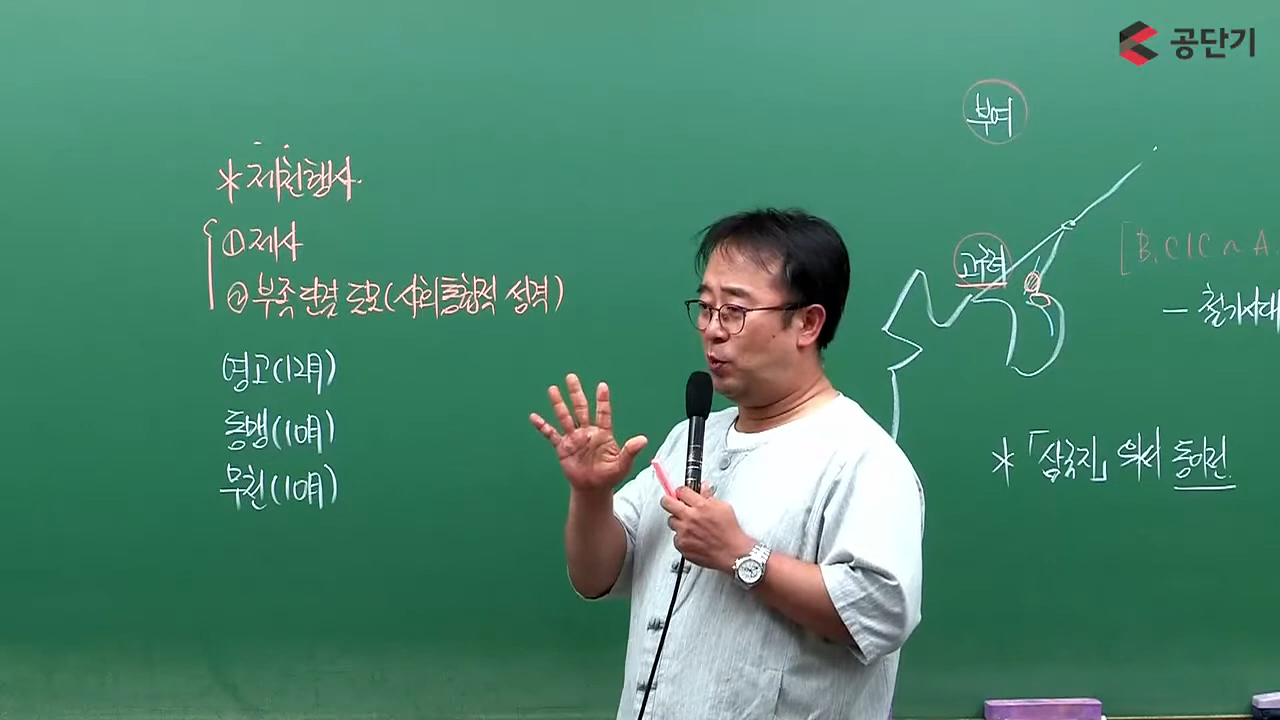 공단기
* 제천행사
① 제사
② 부족 단결 도모 (사회통합적 성격)
영고 (12月)
동맹 (10月)
무천 (10月)
부여
고구려
[B.C 1C ~ A.
- 철기시대
* 「삼국지」 위서 동이전